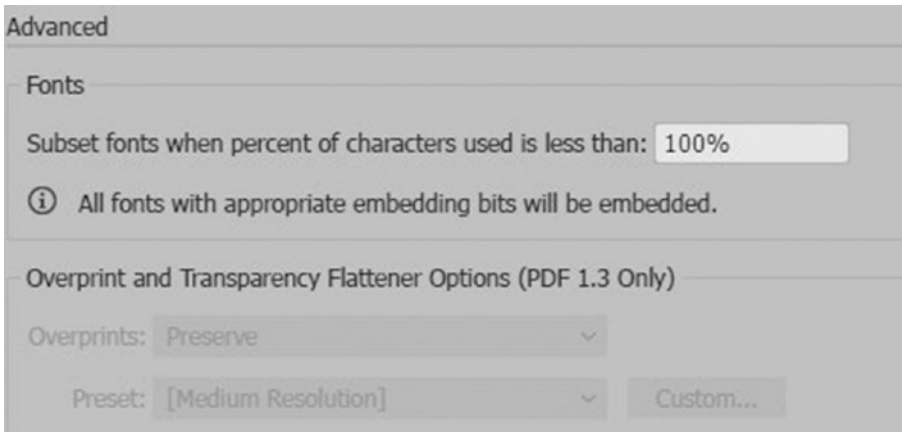 Advanced
Fonts
Subset fonts when percent of characters used is less than: 100%
All fonts with appropriate embedding bits will be embedded.
Overprint and Transparency Flattener Options (PDF 1.3 Only)
Overprints: Preserve
Preset: [Medium Resolution] Custom...